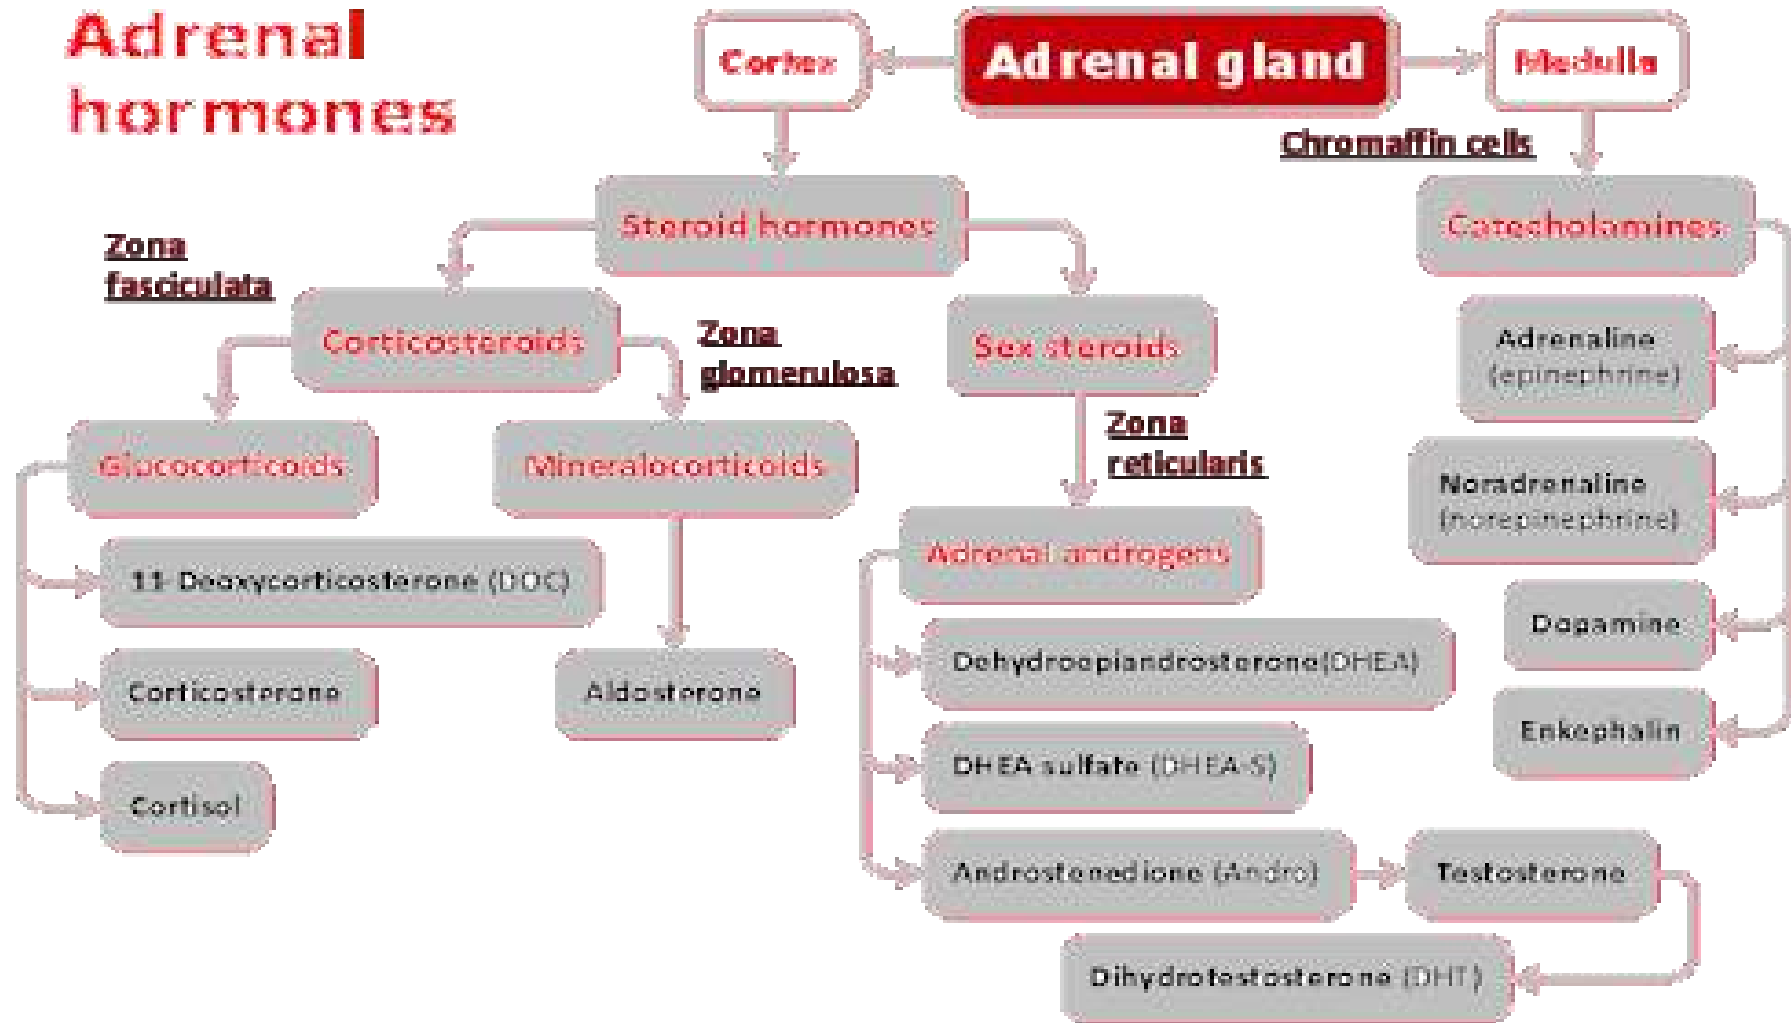 Adrenal
hormones
Cortex
Adrenal gland
Medulla
Chromaffin cells
Steroid hormones
Catecholamines
Zona
fasciculata
Corticosteroids
Zona
glomerulosa
Sex steroids
Adrenaline
(epinephrine)
Zona
reticularis
Glucocorticoids
Mineralocorticoids
Noradrenaline
(norepinephrine)
Adrenal androgens
11-Deoxycorticosterone (DOC)
Dopamine
Dehydroepiandrosterone(DHEA)
Corticosterone
Aldosterone
Enkephalin
DHEA sulfate (DHEA-S)
Cortisol
Androstenedione (Andro)
Testosterone
Dihydrotestosterone (DHT)